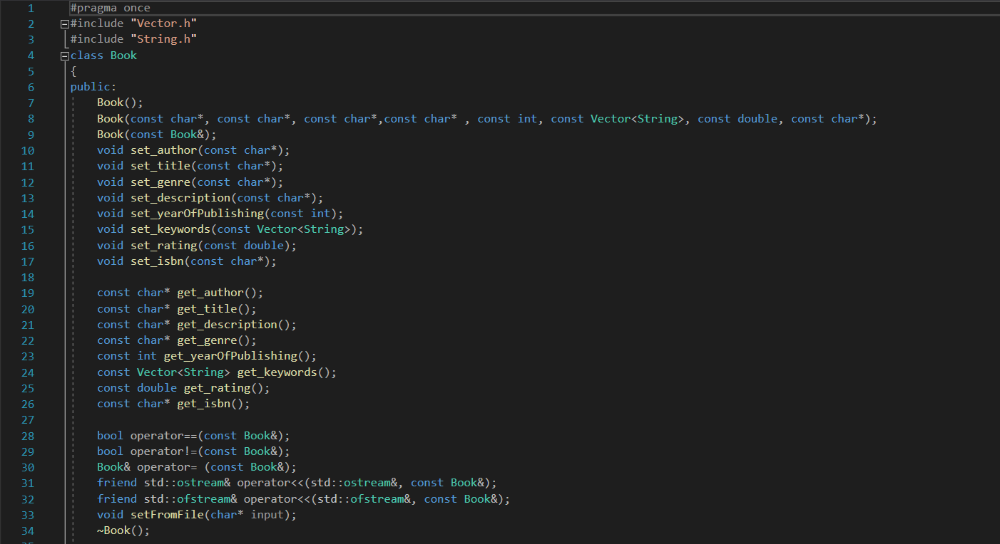 1 #pragma once
2 #include "Vector.h"
3 #include "String.h"
4 class Book
5 {
6 public:
7 Book();
8 Book(const char*, const char*, const char*,const char* , const int, const Vector<String>, const double, const char*);
9 Book(const Book&);
10 void set_author(const char*);
11 void set_title(const char*);
12 void set_genre(const char*);
13 void set_description(const char*);
14 void set_yearOfPublishing(const int);
15 void set_keywords(const Vector<String>);
16 void set_rating(const double);
17 void set_isbn(const char*);
18
19 const char* get_author();
20 const char* get_title();
21 const char* get_description();
22 const char* get_genre();
23 const int get_yearOfPublishing();
24 const Vector<String> get_keywords();
25 const double get_rating();
26 const char* get_isbn();
27
28 bool operator==(const Book&);
29 bool operator!=(const Book&);
30 Book& operator= (const Book&);
31 friend std::ostream& operator<<(std::ostream&, const Book&);
32 friend std::ofstream& operator<<(std::ofstream&, const Book&);
33 void setFromFile(char* input);
34 ~Book();